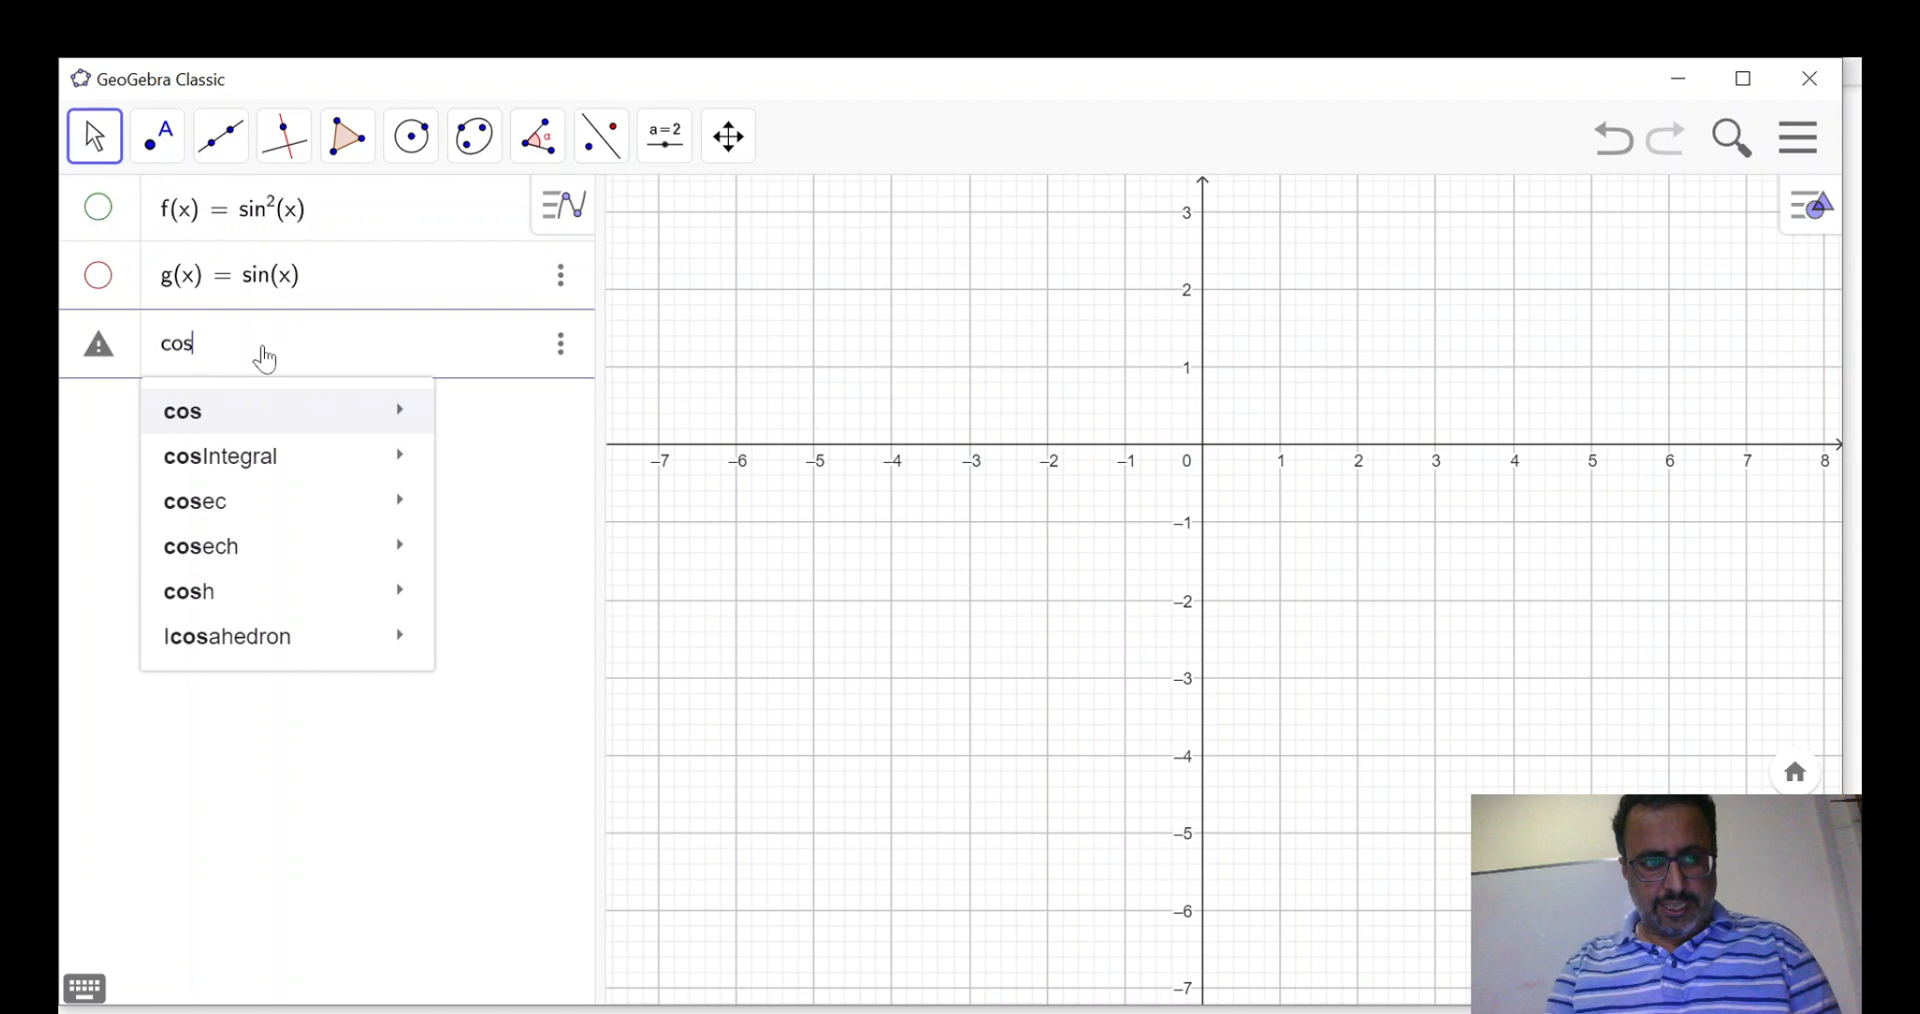 GeoGebra Classic
A
α
a=2
f(x) = sin²(x)
g(x) = sin(x)
cos
cos
cosIntegral
cosec
cosech
cosh
Icosahedron
3
2
1
–7 –6 –5 –4 –3 –2 –1 0 1 2 3 4 5 6 7 8
–1
–2
–3
–4
–5
–6
–7